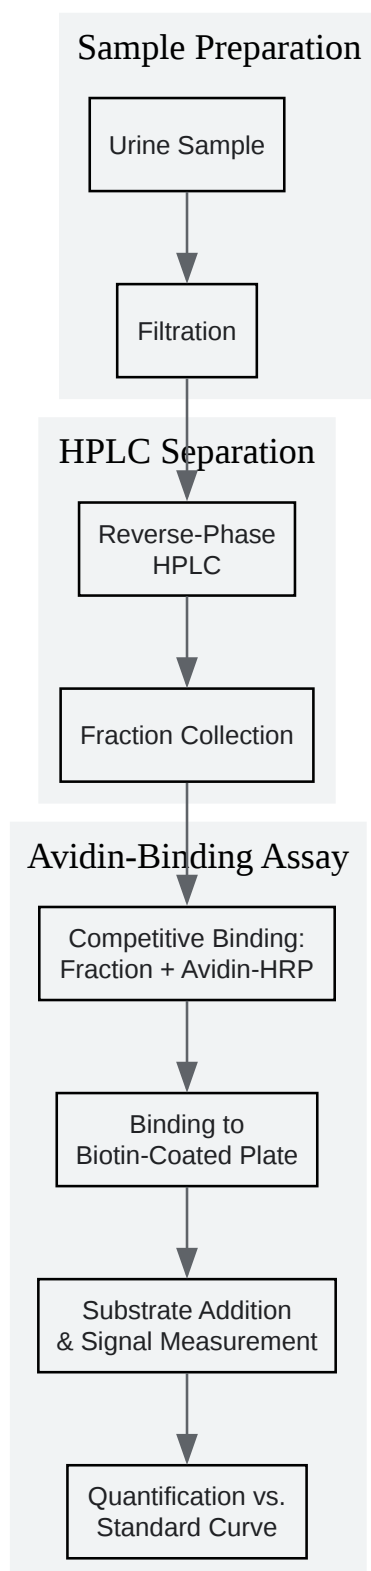 Sample Preparation
Urine Sample
Filtration
HPLC Separation
Reverse-Phase
HPLC
Fraction Collection
Avidin-Binding Assay
Competitive Binding:
Fraction + Avidin-HRP
Binding to
Biotin-Coated Plate
Substrate Addition
& Signal Measurement
Quantification vs.
Standard Curve